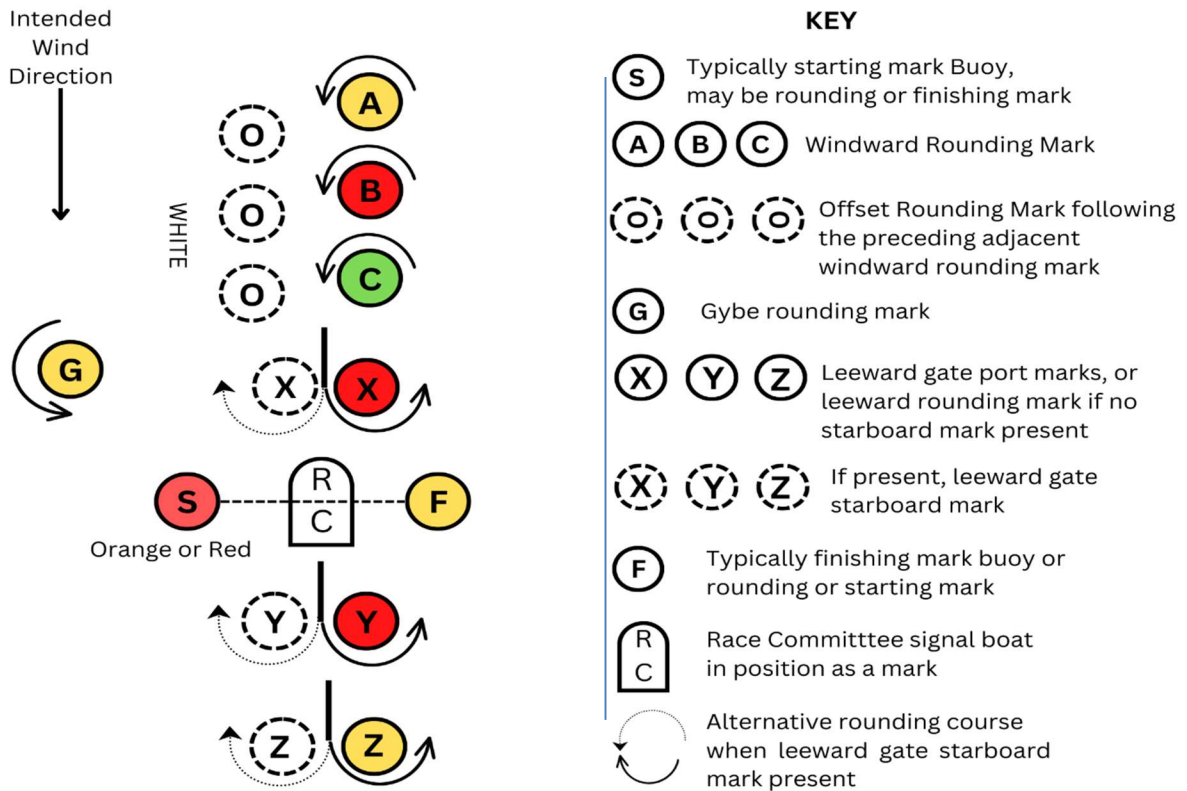 Intended
Wind
Direction
A
O
B
O
WHITE
C
O
G
X X
S
R
C
F
Orange or Red
Y Y
Z Z
KEY
S Typically starting mark Buoy,
may be rounding or finishing mark
A B C Windward Rounding Mark
O O O Offset Rounding Mark following
the preceding adjacent
windward rounding mark
G Gybe rounding mark
X Y Z Leeward gate port marks, or
leeward rounding mark if no
starboard mark present
X Y Z If present, leeward gate
starboard mark
F Typically finishing mark buoy or
rounding or starting mark
R
C
Race Committtee signal boat
in position as a mark
Alternative rounding course
when leeward gate starboard
mark present